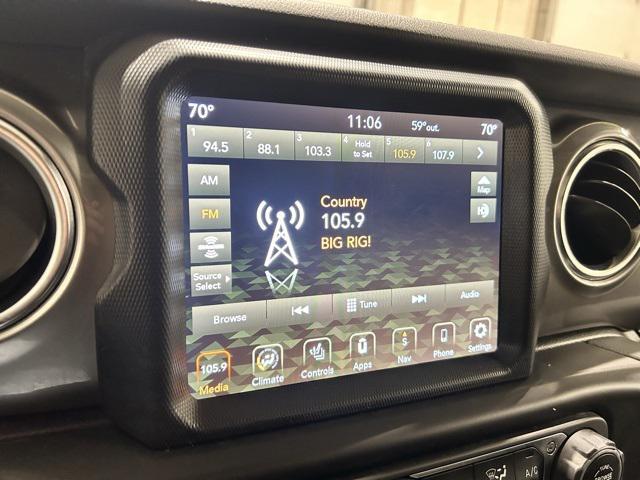 70°
11:06
59°out.
70°
1 94.5
2 88.1
3 103.3
4 Hold to Set
5 105.9
6 107.9
AM
FM
Source Select
Country
105.9
BIG RIG!
Map
Browse
Tune
Audio
105.9
Media
Climate
Controls
Apps
S
Nav
Phone
Settings
A/C
TUNE
BROWSE